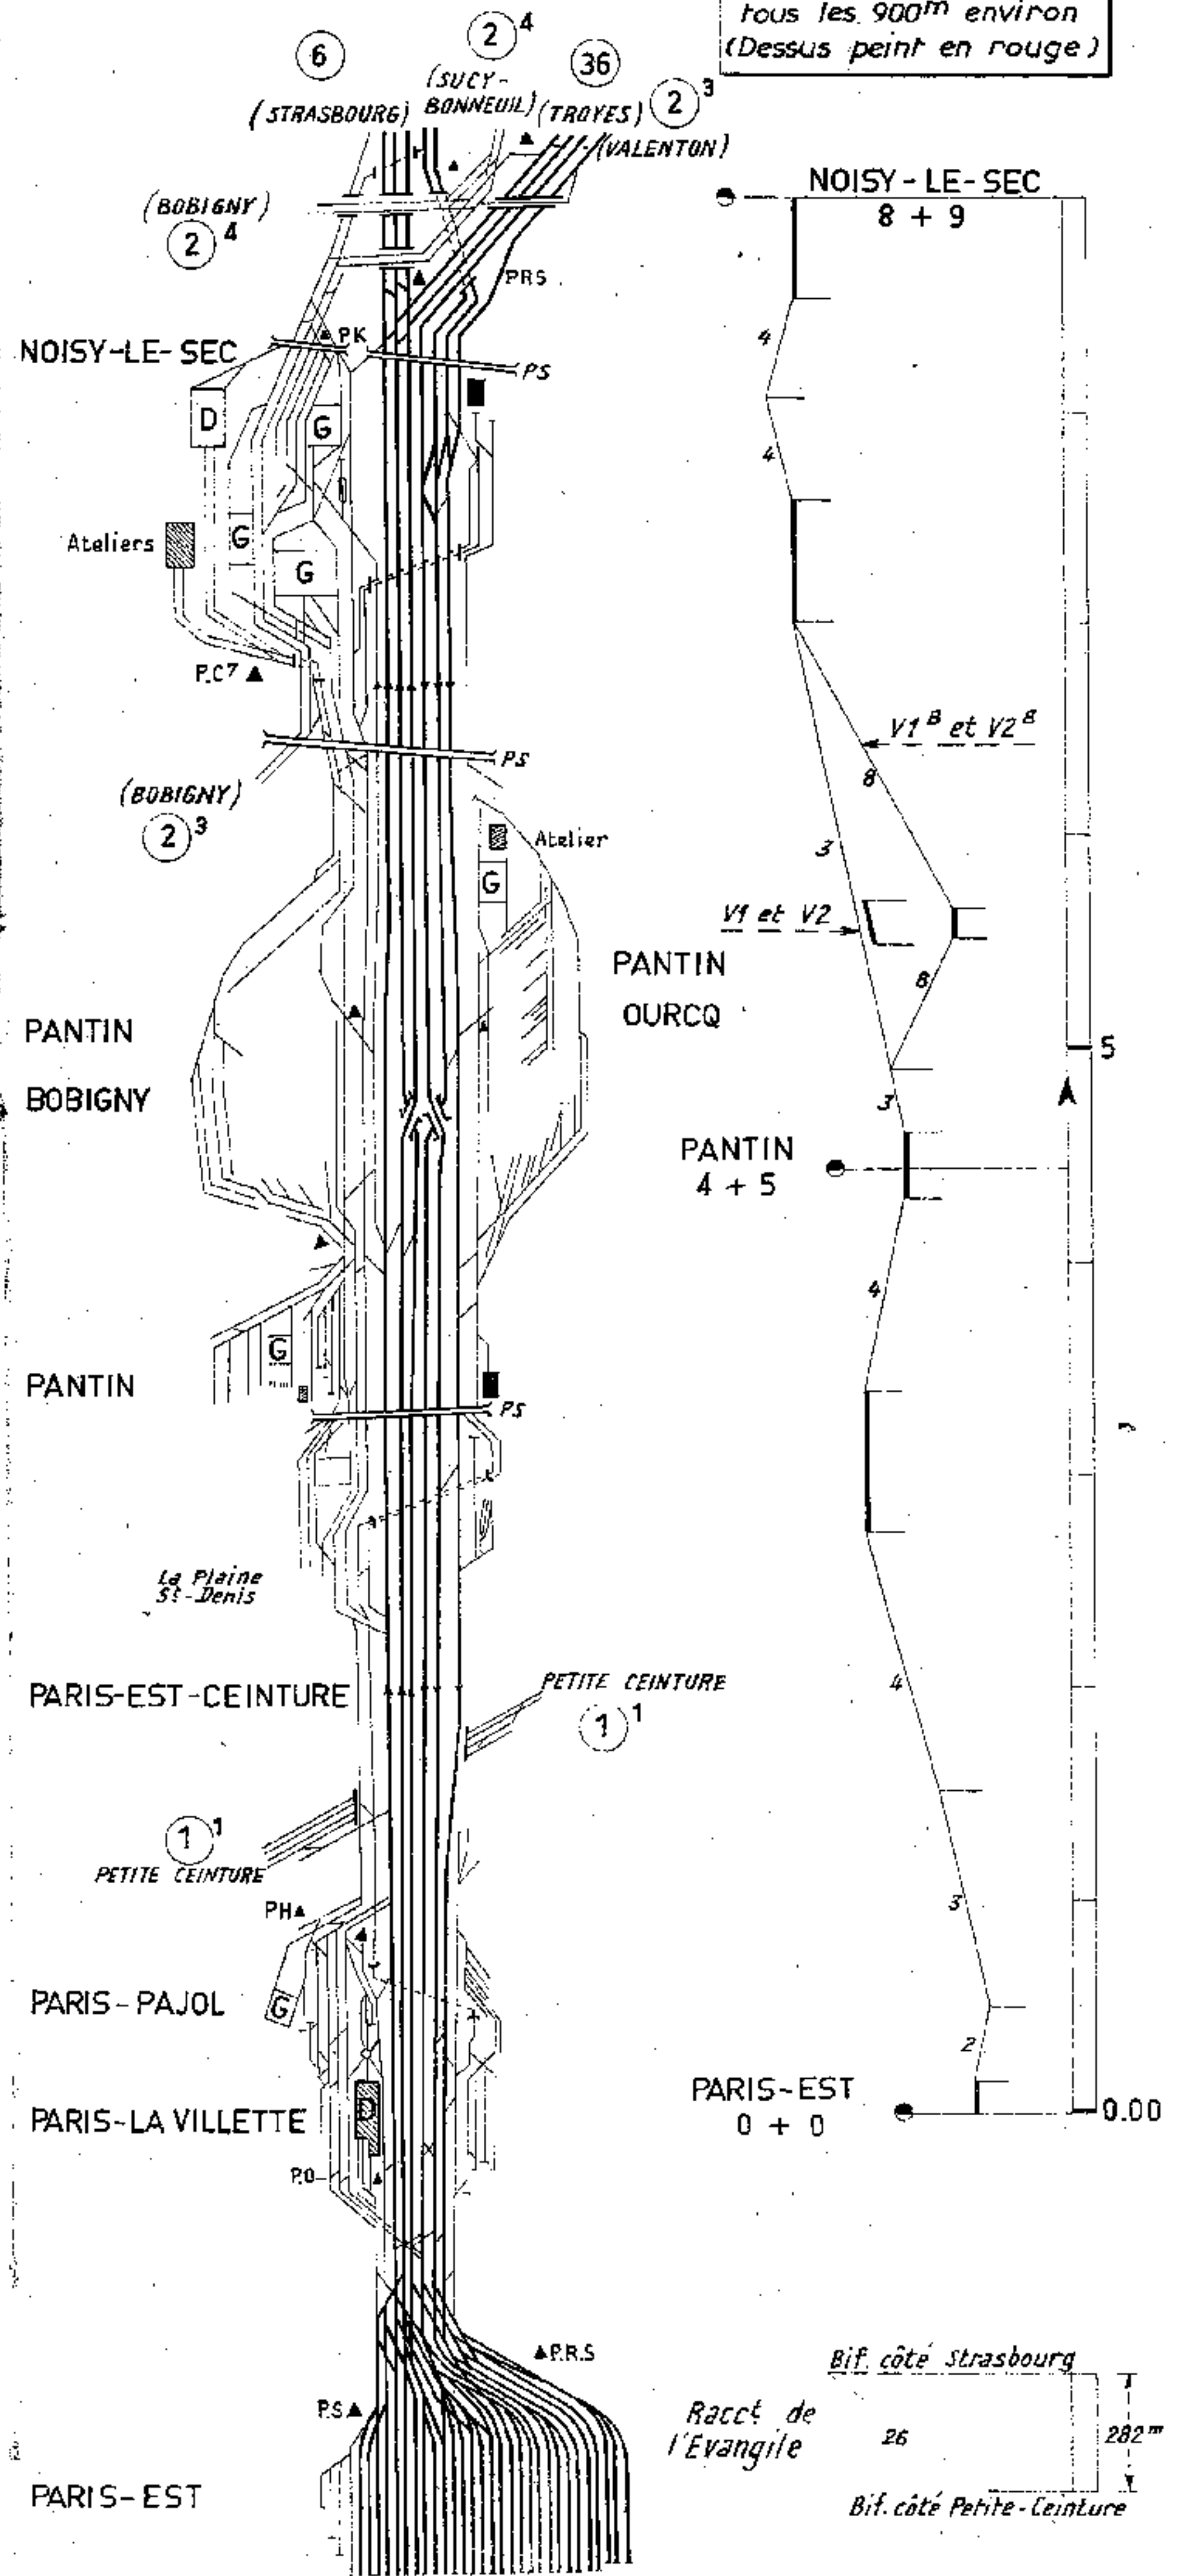 tous les 900m environ
(Dessus peint en rouge)
6
2 4
36
2 3
(STRASBOURG)
(SUCY-
BONNEUIL)
(TROYES)
(VALENTON)
(BOBIGNY)
2 4
NOISY-LE-SEC
8 + 9
PRS
4
PK
NOISY-LE-SEC
PS
D
G
4
Ateliers
G
G
P.C7
V1 B et V2 B
PS
8
(BOBIGNY)
2 3
Atelier
3
G
V1 et V2
PANTIN
OURCQ
8
PANTIN
5
BOBIGNY
3
PANTIN
4 + 5
4
G
PANTIN
PS
La Plaine
St-Denis
4
PARIS-EST-CEINTURE
PETITE CEINTURE
1 1
1 1
PETITE CEINTURE
PH
3
PARIS-PAJOL
G
2
PARIS-EST
0 + 0
0.00
D
PARIS-LA VILLETTE
P.O
P.R.S
Bif. côté Strasbourg
P.S
Racct de
l'Evangile
26
282m
PARIS-EST
Bif. côté Petite-Ceinture